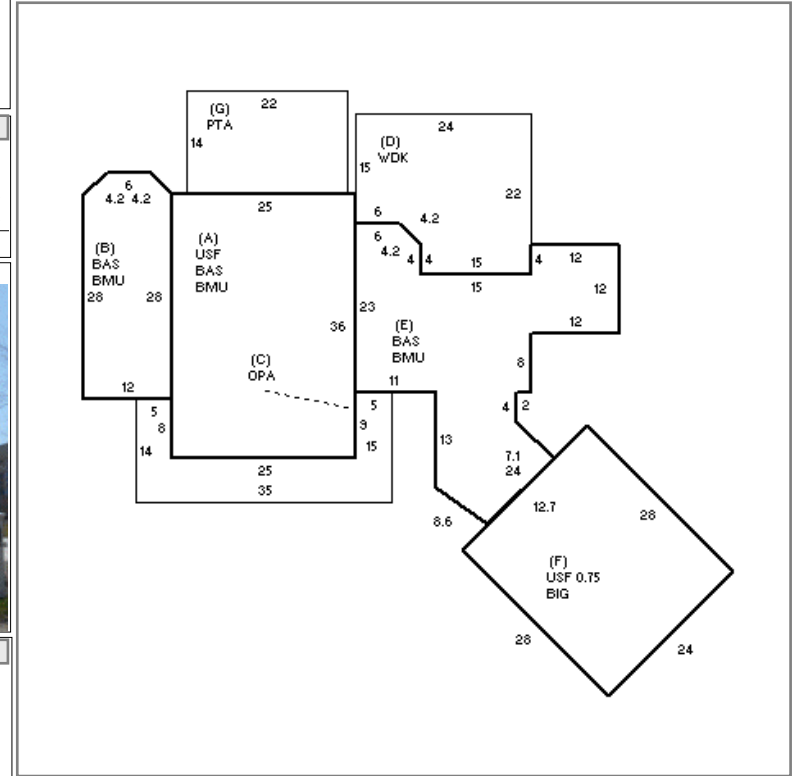 22
(G)
PTA
14
24
(D)
WDK
15
22
6
4.2 4.2
25
6
4.2
6
4.2
4
4
15
4
12
15
12
12
(B)
BAS
BMU
28
28
(A)
USF
BAS
BMU
36
23
(E)
BAS
BMU
8
(C)
OPA
11
12
5
8
5
9
15
14
4
2
13
25
35
7.1
24
8.6
12.7
28
(F)
USF 0.75
BIG
28
24